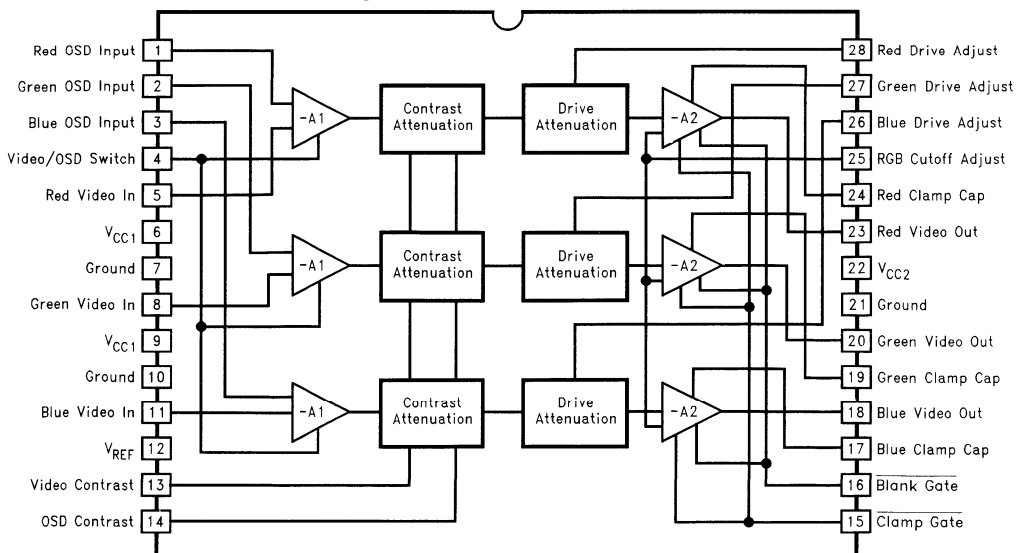 Red OSD Input 1
Green OSD Input 2
Blue OSD Input 3
Video/OSD Switch 4
Red Video In 5
VCC1 6
Ground 7
Green Video In 8
VCC1 9
Ground 10
Blue Video In 11
VREF 12
Video Contrast 13
OSD Contrast 14
-A1
Contrast
Attenuation
Drive
Attenuation
-A2
-A1
Contrast
Attenuation
Drive
Attenuation
-A2
-A1
Contrast
Attenuation
Drive
Attenuation
-A2
28 Red Drive Adjust
27 Green Drive Adjust
26 Blue Drive Adjust
25 RGB Cutoff Adjust
24 Red Clamp Cap
23 Red Video Out
22 VCC2
21 Ground
20 Green Video Out
19 Green Clamp Cap
18 Blue Video Out
17 Blue Clamp Cap
16 Blank Gate
15 Clamp Gate